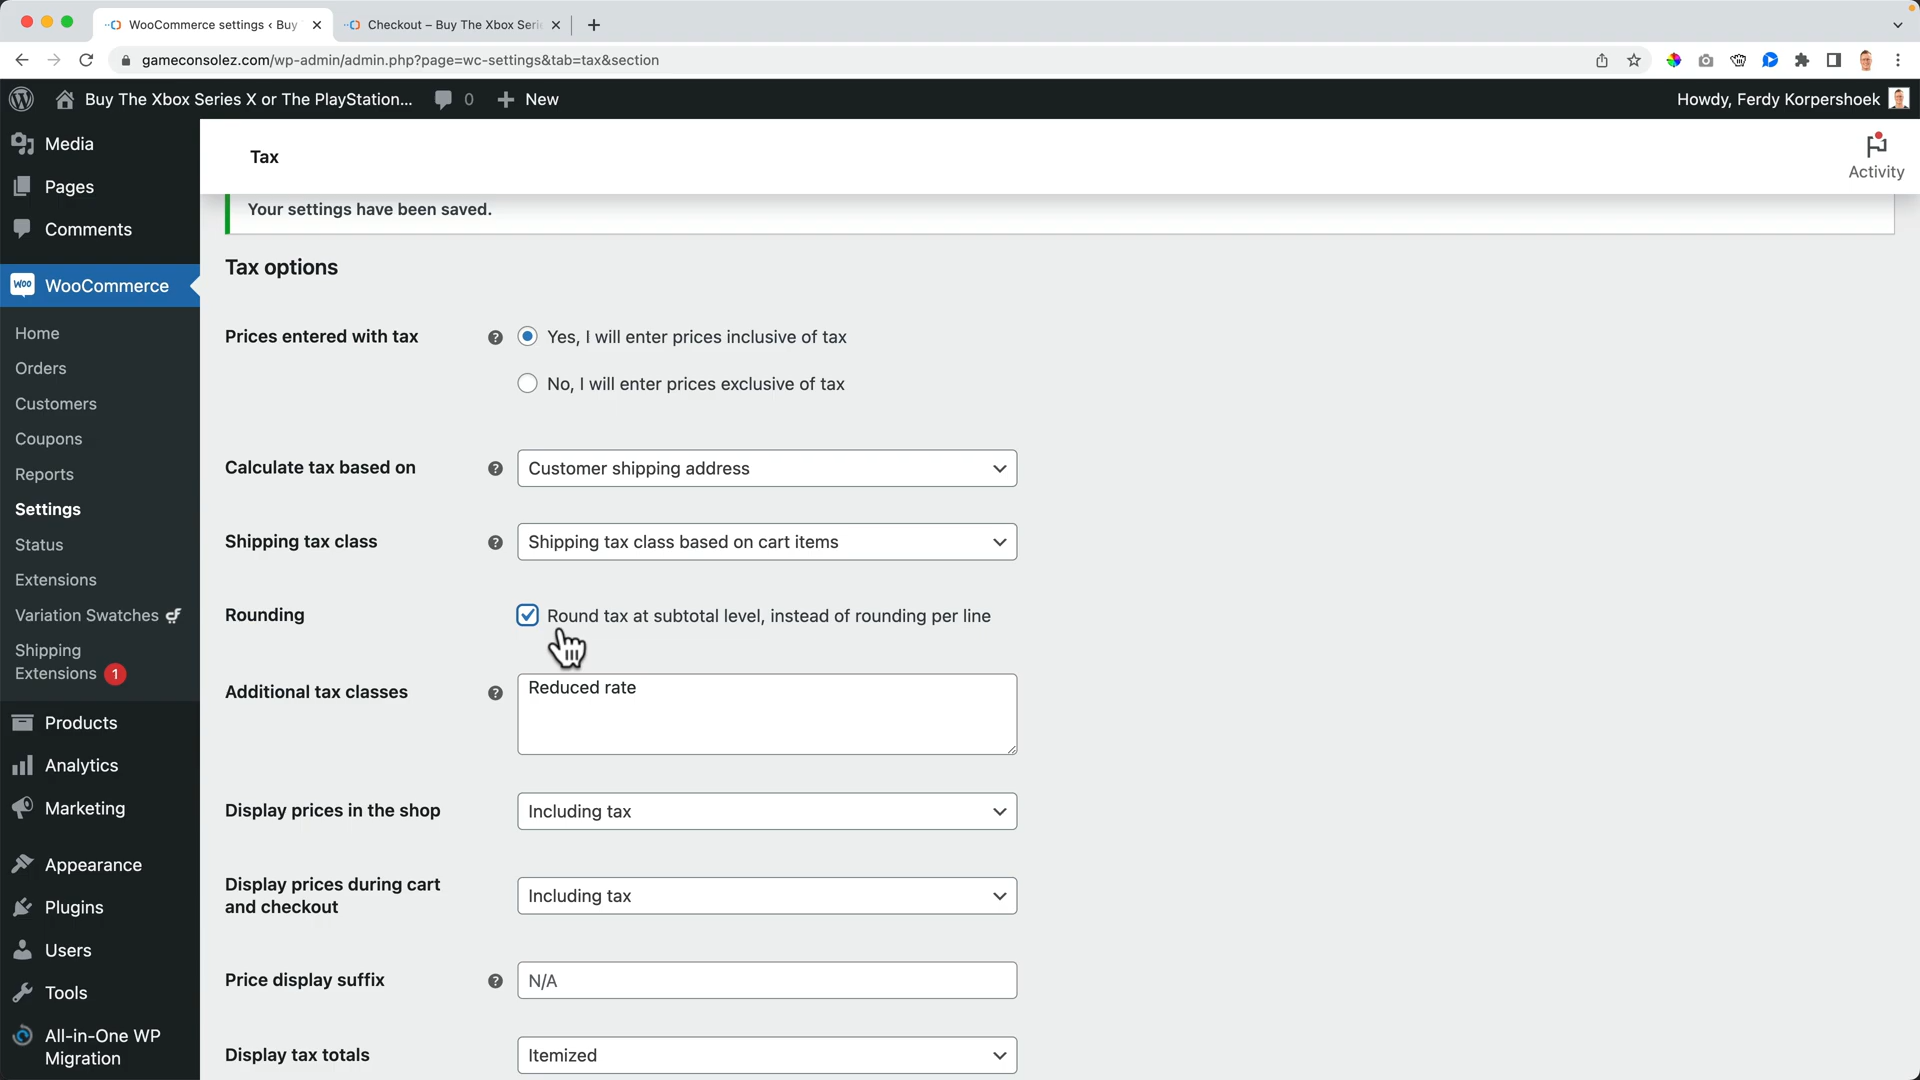 WooCommerce settings ‹ Buy
Checkout – Buy The Xbox Seri
gameconsolez.com/wp-admin/admin.php?page=wc-settings&tab=tax&section
Buy The Xbox Series X or The PlayStation...
0
New
Howdy, Ferdy Korpershoek
Media
Pages
Comments
Woo
WooCommerce
Home
Orders
Customers
Coupons
Reports
Settings
Status
Extensions
Variation Swatches
Shipping
Extensions 1
Products
Analytics
Marketing
Appearance
Plugins
Users
Tools
All-in-One WP
Migration
Tax
Activity
Your settings have been saved.
Tax options
Prices entered with tax
Yes, I will enter prices inclusive of tax
No, I will enter prices exclusive of tax
Calculate tax based on
Customer shipping address
Shipping tax class
Shipping tax class based on cart items
Rounding
Round tax at subtotal level, instead of rounding per line
Additional tax classes
Reduced rate
Display prices in the shop
Including tax
Display prices during cart
and checkout
Including tax
Price display suffix
N/A
Display tax totals
Itemized